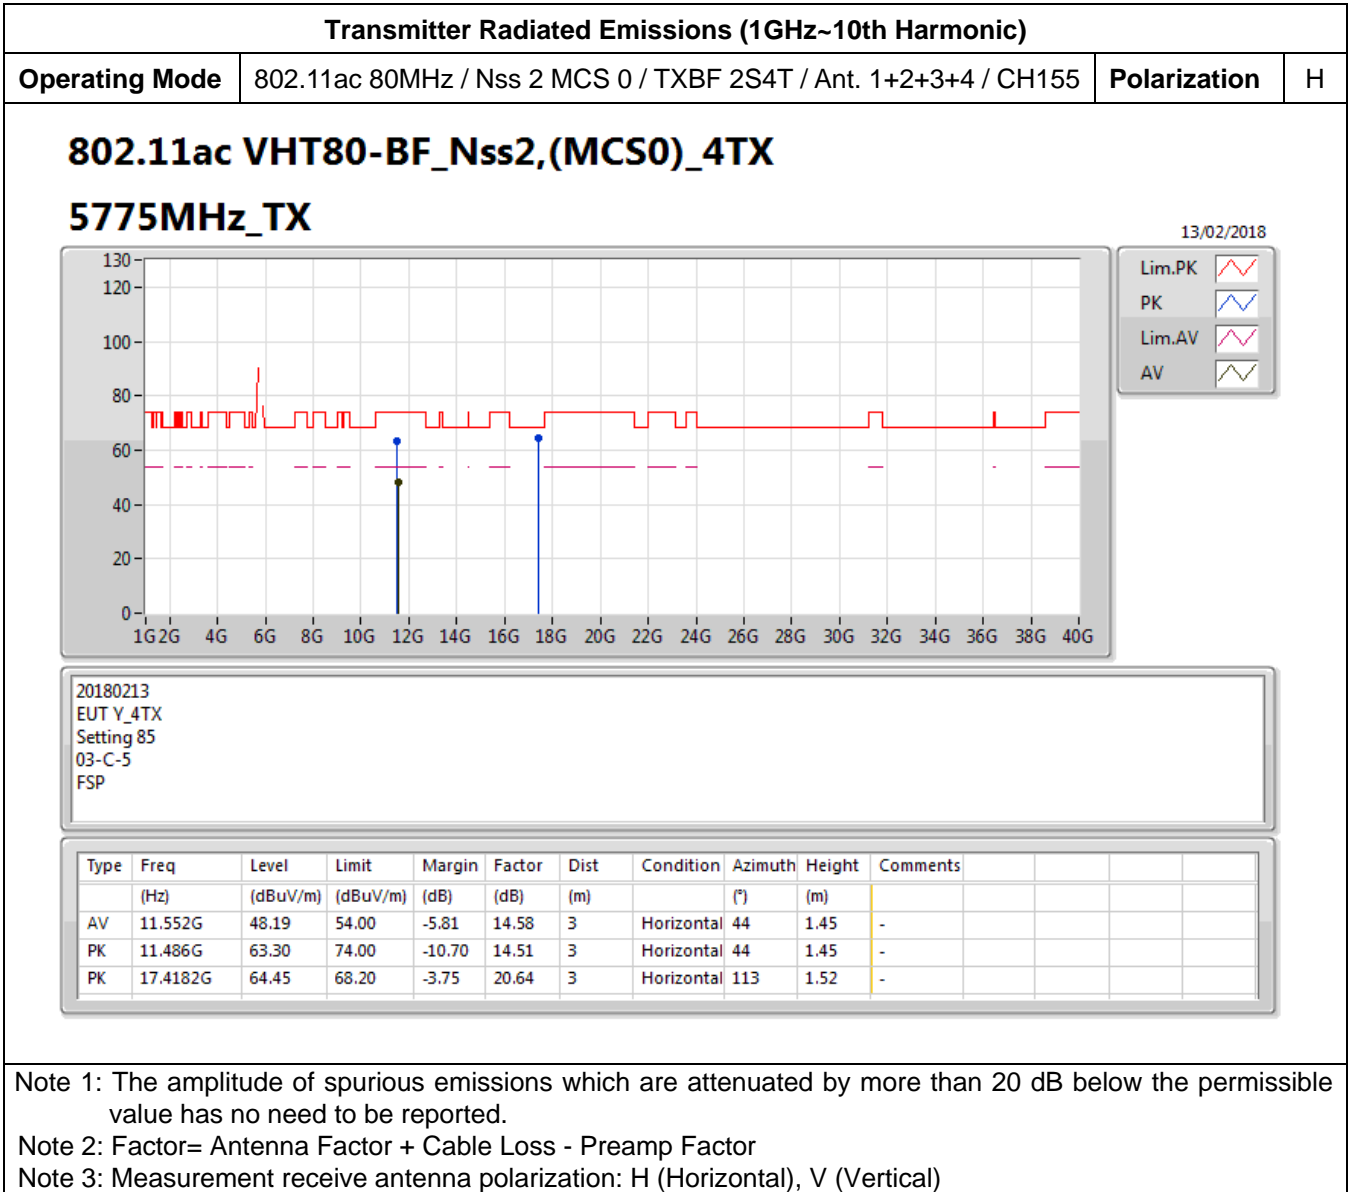 Transmitter Radiated Emissions (1GHz~10th Harmonic)
Operating Mode 802.11ac 80MHz / Nss 2 MCS 0 / TXBF 2S4T / Ant. 1+2+3+4 / CH155 Polarization H
802.11ac VHT80-BF_Nss2,(MCS0)_4TX
5775MHz_TX
13/02/2018
130
120
100
80
60
40
20
0
1G 2G 4G 6G 8G 10G 12G 14G 16G 18G 20G 22G 24G 26G 28G 30G 32G 34G 36G 38G 40G
Lim.PK
PK
Lim.AV
AV
20180213
EUT Y_4TX
Setting 85
03-C-5
FSP
Type Freq Level Limit Margin Factor Dist Condition Azimuth Height Comments
(Hz) (dBuV/m) (dBuV/m) (dB) (dB) (m) (°) (m)
AV 11.552G 48.19 54.00 -5.81 14.58 3 Horizontal 44 1.45 -
PK 11.486G 63.30 74.00 -10.70 14.51 3 Horizontal 44 1.45 -
PK 17.4182G 64.45 68.20 -3.75 20.64 3 Horizontal 113 1.52 -
Note 1: The amplitude of spurious emissions which are attenuated by more than 20 dB below the permissible
value has no need to be reported.
Note 2: Factor= Antenna Factor + Cable Loss - Preamp Factor
Note 3: Measurement receive antenna polarization: H (Horizontal), V (Vertical)